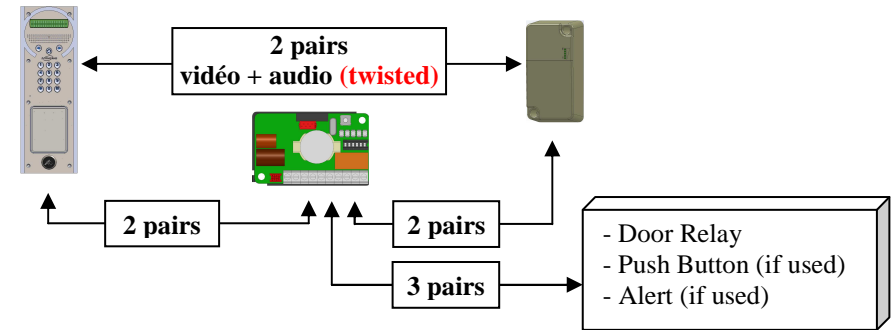 2 pairs
vidéo + audio (twisted)
2 pairs
2 pairs
3 pairs
- Door Relay
- Push Button (if used)
- Alert (if used)